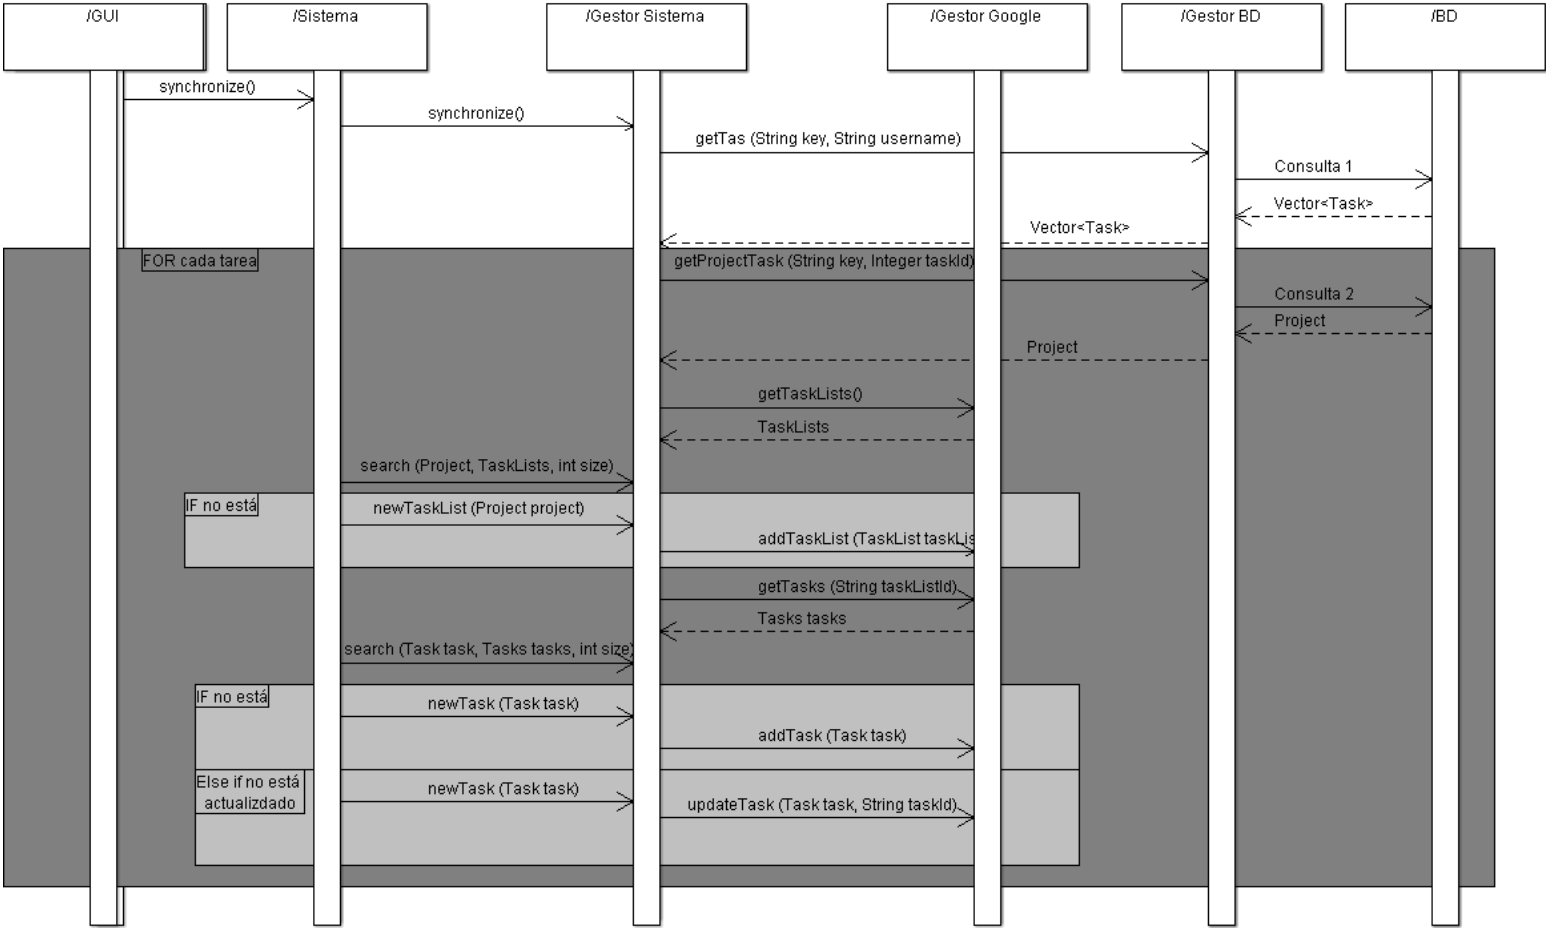 /GUI
/Sistema
/Gestor Sistema
/Gestor Google
/Gestor BD
/BD
synchronize()
synchronize()
getTas (String key, String username)
Consulta 1
Vector<Task>
Vector<Task>
FOR cada tarea
getProjectTask (String key, Integer taskId)
Consulta 2
Project
Project
getTaskLists()
TaskLists
search (Project, TaskLists, int size)
IF no está
newTaskList (Project project)
addTaskList (TaskList taskLis
getTasks (String taskListId)
Tasks tasks
search (Task task, Tasks tasks, int size)
IF no está
newTask (Task task)
addTask (Task task)
Else if no está
actualizdado
newTask (Task task)
updateTask (Task task, String taskId)